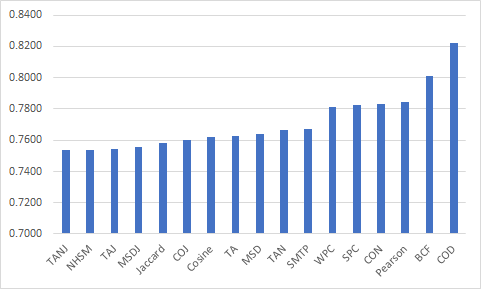 0.8400
0.8200
0.8000
0.7800
0.7600
0.7400
0.7200
0.7000
TANJ
NHSM
TAJ
MSDJ
Jaccard
COJ
Cosine
TA
MSD
TAN
SMTP
WPC
SPC
CON
Pearson
BCF
COD